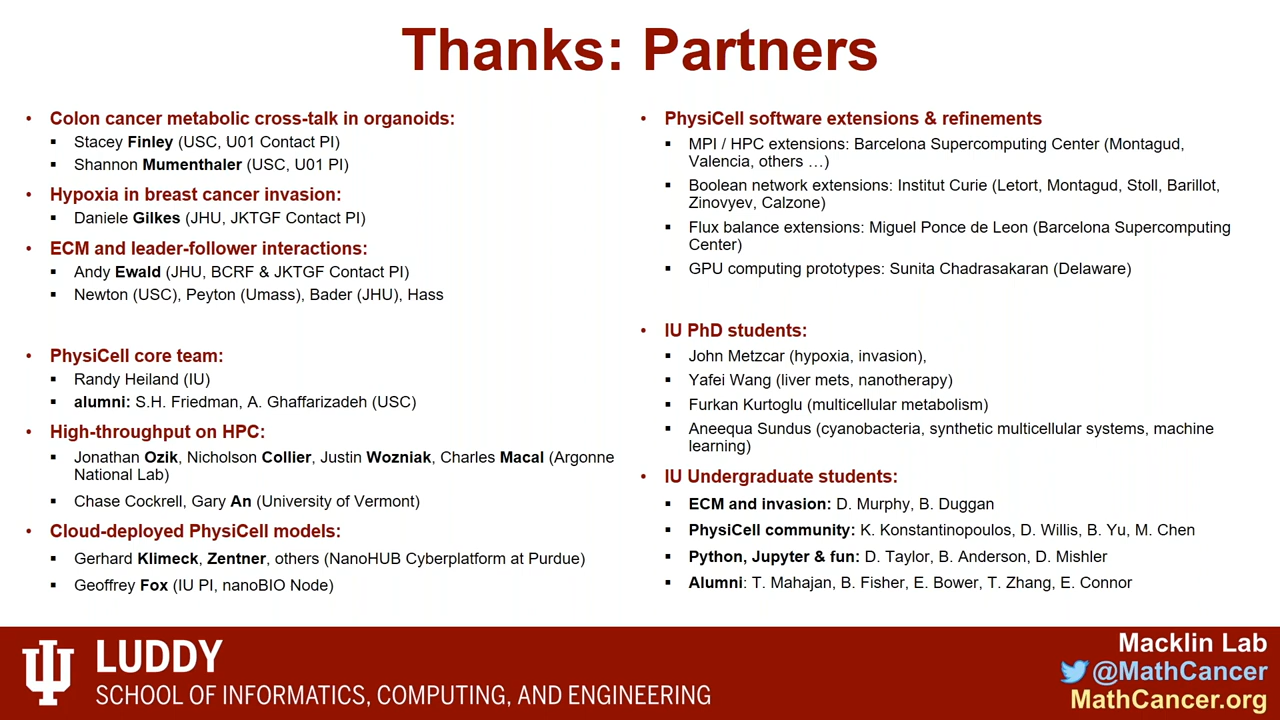 Thanks: Partners
• Colon cancer metabolic cross-talk in organoids:
▪ Stacey Finley (USC, U01 Contact PI)
▪ Shannon Mumenthaler (USC, U01 PI)
• Hypoxia in breast cancer invasion:
▪ Daniele Gilkes (JHU, JKTGF Contact PI)
• ECM and leader-follower interactions:
▪ Andy Ewald (JHU, BCRF & JKTGF Contact PI)
▪ Newton (USC), Peyton (Umass), Bader (JHU), Hass
• PhysiCell core team:
▪ Randy Heiland (IU)
▪ alumni: S.H. Friedman, A. Ghaffarizadeh (USC)
• High-throughput on HPC:
▪ Jonathan Ozik, Nicholson Collier, Justin Wozniak, Charles Macal (Argonne
National Lab)
▪ Chase Cockrell, Gary An (University of Vermont)
• Cloud-deployed PhysiCell models:
▪ Gerhard Klimeck, Zentner, others (NanoHUB Cyberplatform at Purdue)
▪ Geoffrey Fox (IU PI, nanoBIO Node)
• PhysiCell software extensions & refinements
▪ MPI / HPC extensions: Barcelona Supercomputing Center (Montagud,
Valencia, others …)
▪ Boolean network extensions: Institut Curie (Letort, Montagud, Stoll, Barillot,
Zinovyev, Calzone)
▪ Flux balance extensions: Miguel Ponce de Leon (Barcelona Supercomputing
Center)
▪ GPU computing prototypes: Sunita Chadrasakaran (Delaware)
• IU PhD students:
▪ John Metzcar (hypoxia, invasion),
▪ Yafei Wang (liver mets, nanotherapy)
▪ Furkan Kurtoglu (multicellular metabolism)
▪ Aneequa Sundus (cyanobacteria, synthetic multicellular systems, machine
learning)
• IU Undergraduate students:
▪ ECM and invasion: D. Murphy, B. Duggan
▪ PhysiCell community: K. Konstantinopoulos, D. Willis, B. Yu, M. Chen
▪ Python, Jupyter & fun: D. Taylor, B. Anderson, D. Mishler
▪ Alumni: T. Mahajan, B. Fisher, E. Bower, T. Zhang, E. Connor
LUDDY
SCHOOL OF INFORMATICS, COMPUTING, AND ENGINEERING
Macklin Lab
@MathCancer
MathCancer.org